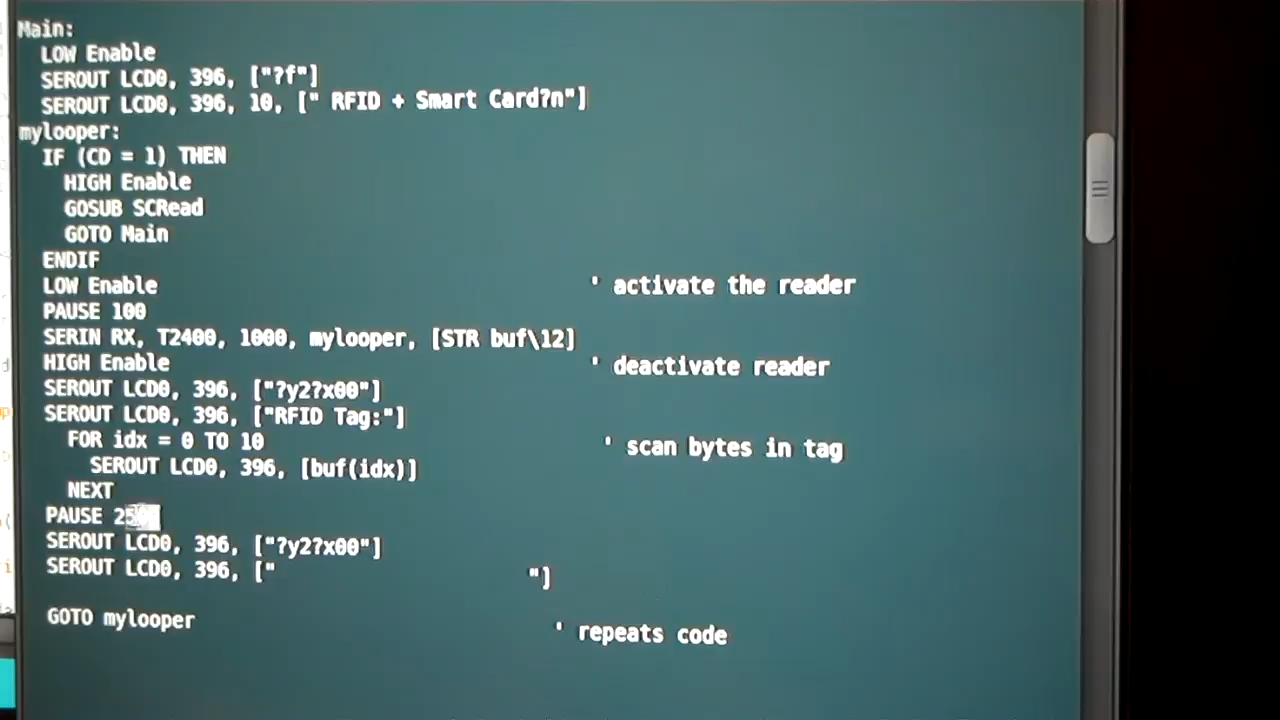 Main:
LOW Enable
SEROUT LCD0, 396, ["?f"]
SEROUT LCD0, 396, 10, [" RFID + Smart Card?n"]
mylooper:
IF (CD = 1) THEN
HIGH Enable
GOSUB SCRead
GOTO Main
ENDIF
LOW Enable ' activate the reader
PAUSE 100
SERIN RX, T2400, 1000, mylooper, [STR buf\12]
HIGH Enable ' deactivate reader
SEROUT LCD0, 396, ["?y2?x00"]
SEROUT LCD0, 396, ["RFID Tag:"]
FOR idx = 0 TO 10 ' scan bytes in tag
SEROUT LCD0, 396, [buf(idx)]
NEXT
PAUSE
SEROUT LCD0, 396, ["?y2?x00"]
SEROUT LCD0, 396, [" "]
GOTO mylooper ' repeats code